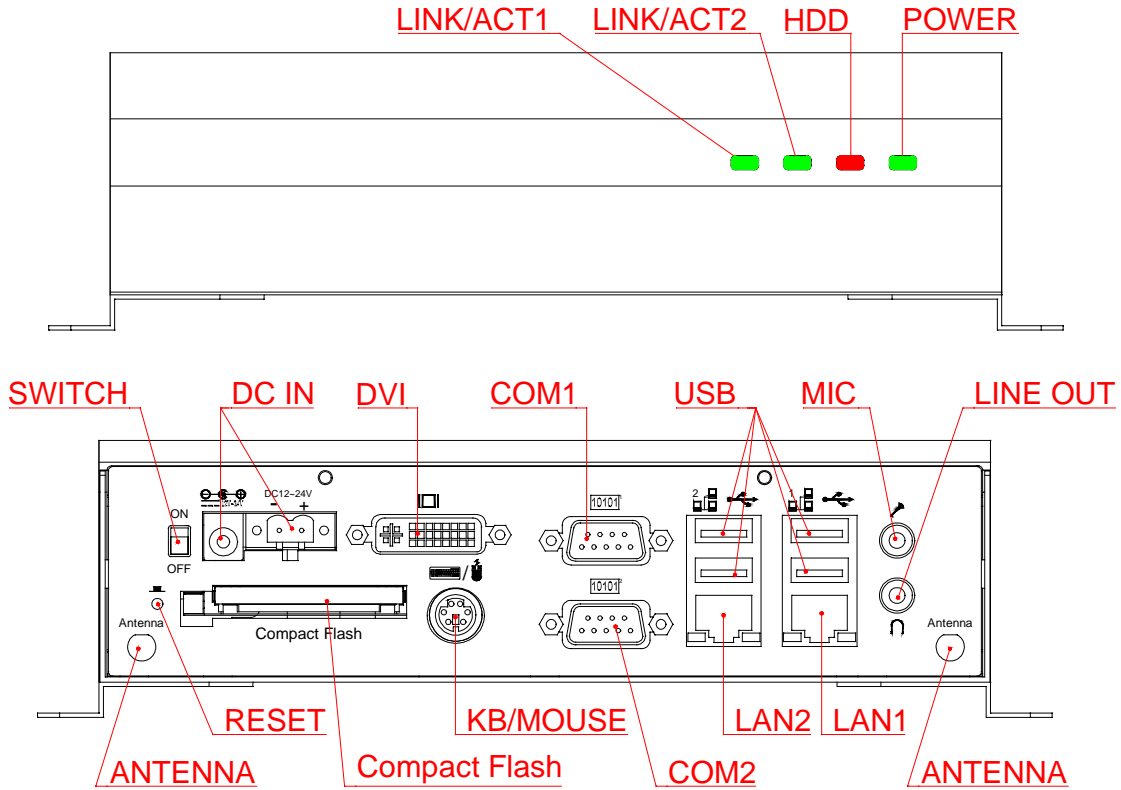 LINK/ACT1 LINK/ACT2 HDD POWER
SWITCH DC IN DVI COM1 USB MIC LINE OUT
DC12-24V
- +
ON
OFF
10101
2
1
10101
Antenna
Compact Flash
Antenna
RESET KB/MOUSE LAN2 LAN1
ANTENNA Compact Flash COM2 ANTENNA